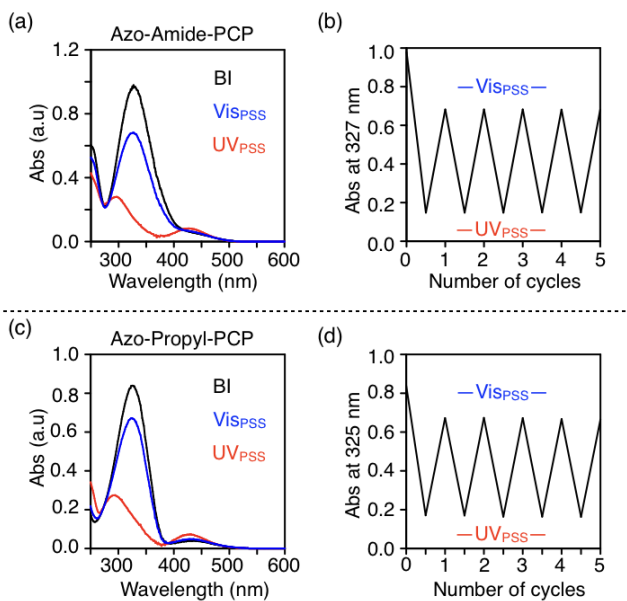 (a)
Azo-Amide-PCP
BI
VisPSS
UVPSS
Abs (a.u)
1.2
0.8
0.4
0.0
300 400 500 600
Wavelength (nm)
(b)
VisPSS
UVPSS
Abs at 327 nm
1.0
0.8
0.6
0.4
0.2
0.0
0 1 2 3 4 5
Number of cycles
(c)
Azo-Propyl-PCP
BI
VisPSS
UVPSS
Abs (a.u)
1.0
0.8
0.6
0.4
0.2
0.0
300 400 500 600
Wavelength (nm)
(d)
VisPSS
UVPSS
Abs at 325 nm
1.0
0.8
0.6
0.4
0.2
0.0
0 1 2 3 4 5
Number of cycles